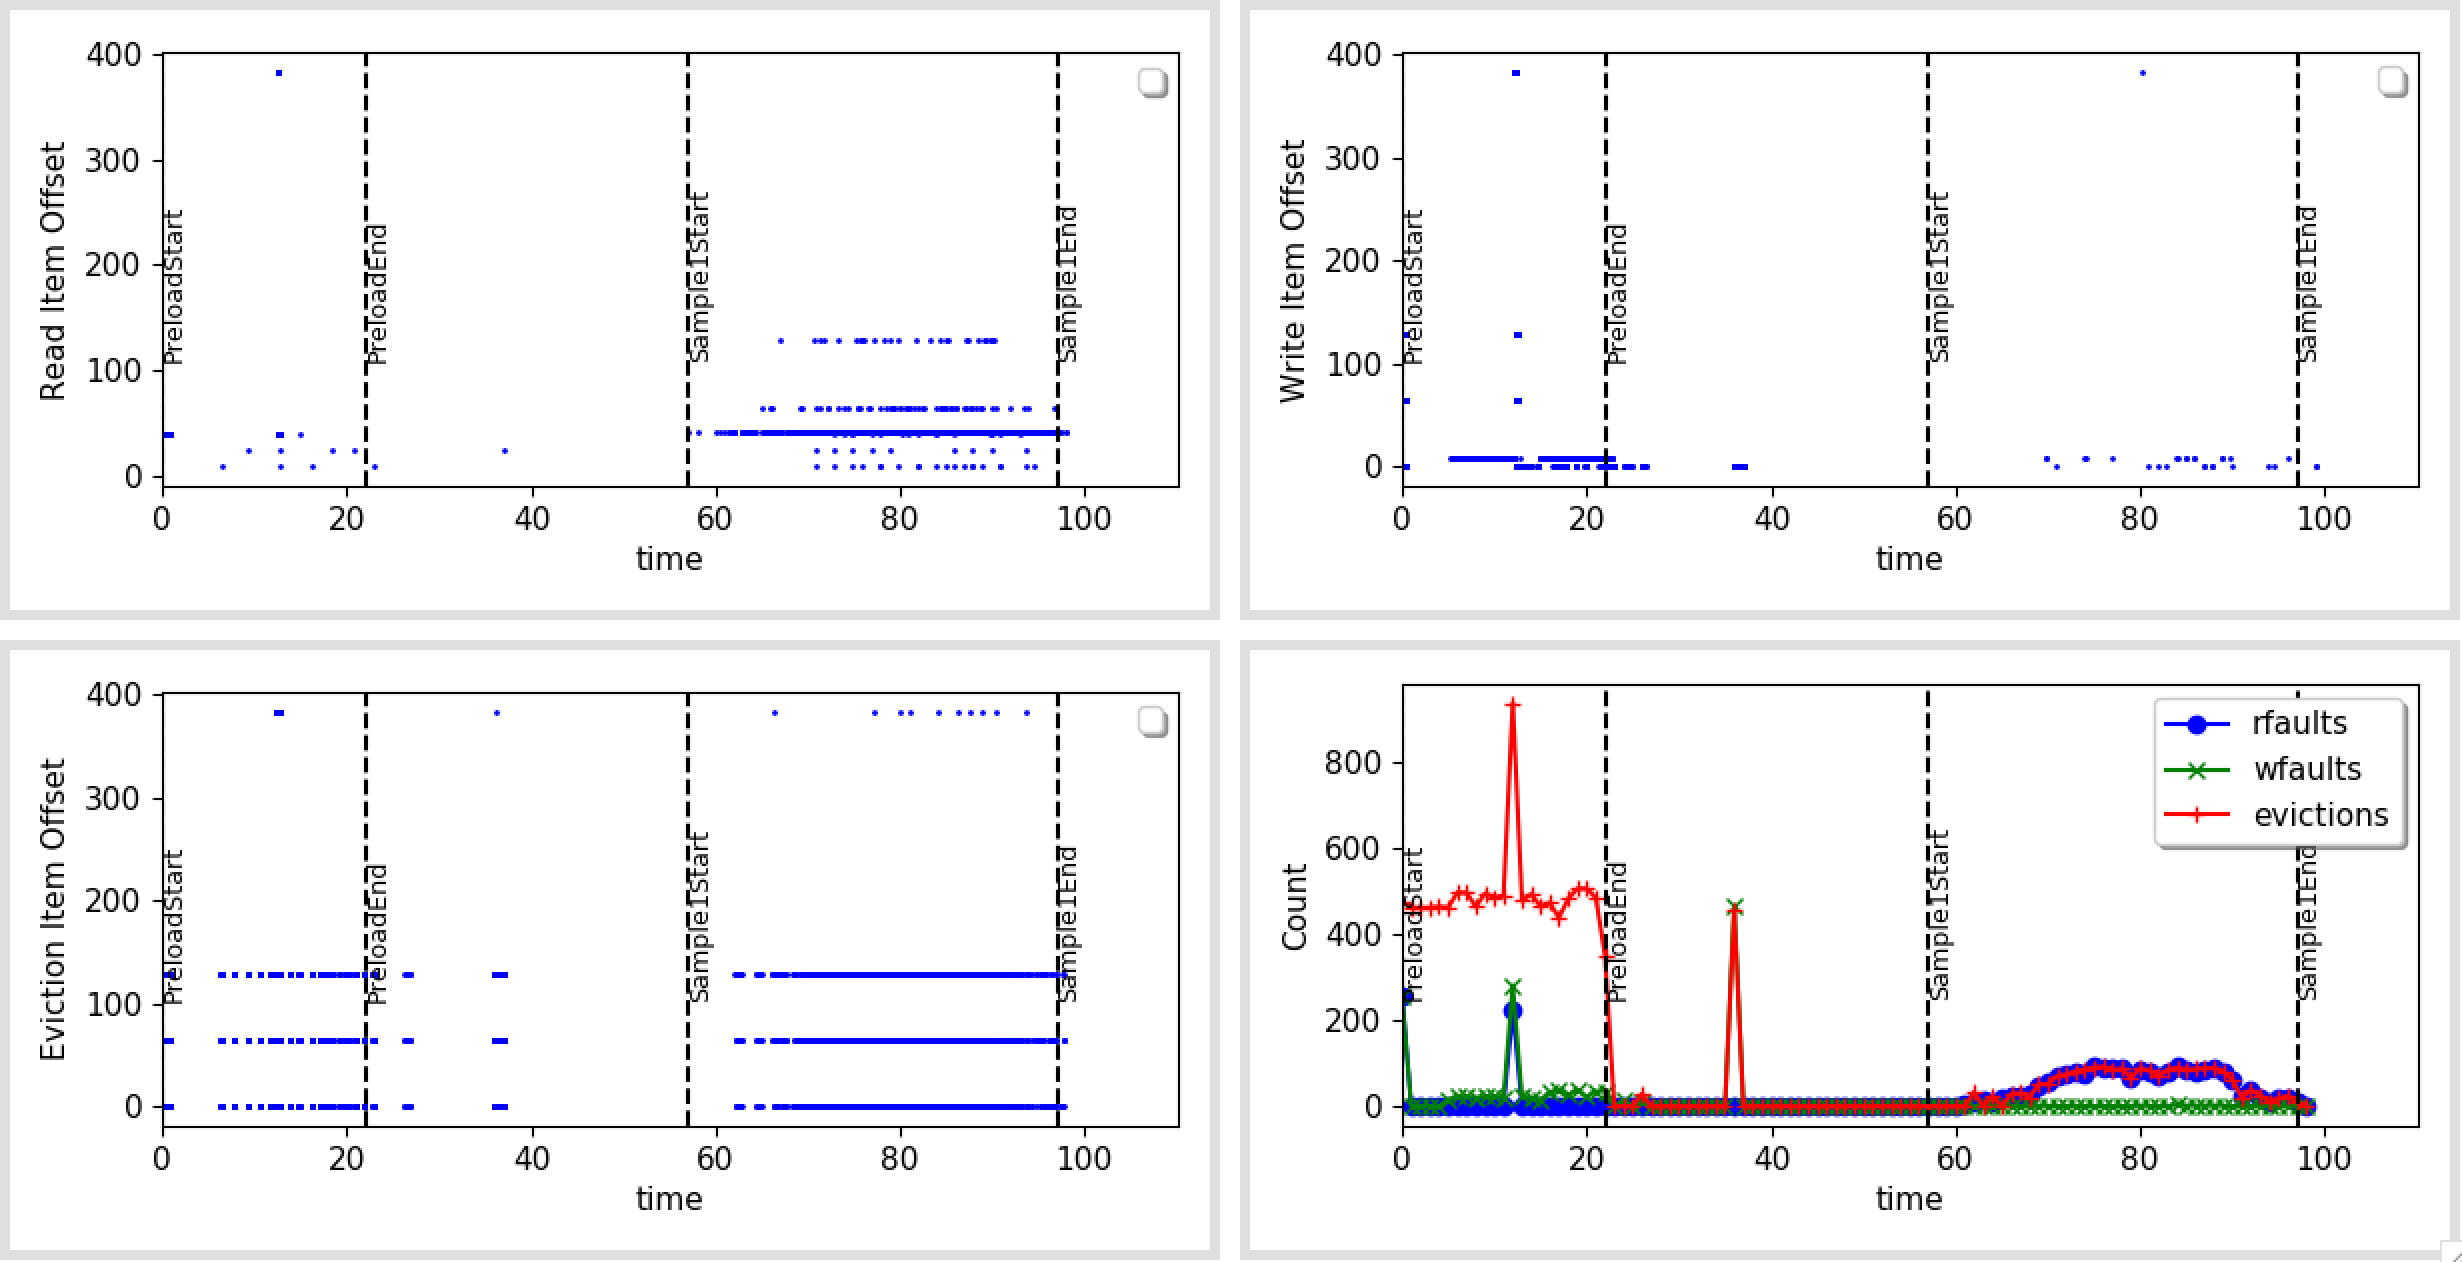 400
300
200
100
0
Read Item Offset
PreloadStart
PreloadEnd
Sample1Start
Sample1End
0 20 40 60 80 100
time
400
300
200
100
0
Write Item Offset
PreloadStart
PreloadEnd
Sample1Start
Sample1End
0 20 40 60 80 100
time
400
300
200
100
0
Eviction Item Offset
PreloadStart
PreloadEnd
Sample1Start
Sample1End
0 20 40 60 80 100
time
800
600
400
200
0
Count
PreloadStart
PreloadEnd
Sample1Start
Sample1End
rfaults
wfaults
evictions
0 20 40 60 80 100
time